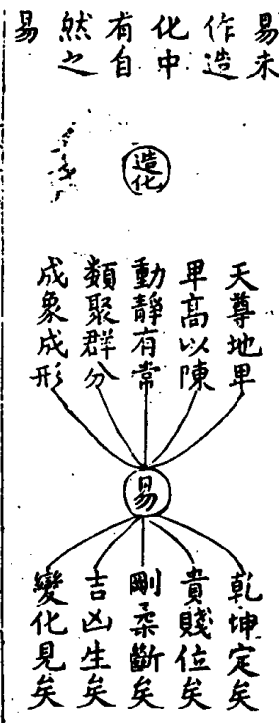 易未
作造
化中
有自
然之
易
造化
天尊地卑
卑高以陳
動靜有常
類聚群分
成象成形
易
乾坤定矣
貴賤位矣
剛柔斷矣
吉凶生矣
變化見矣